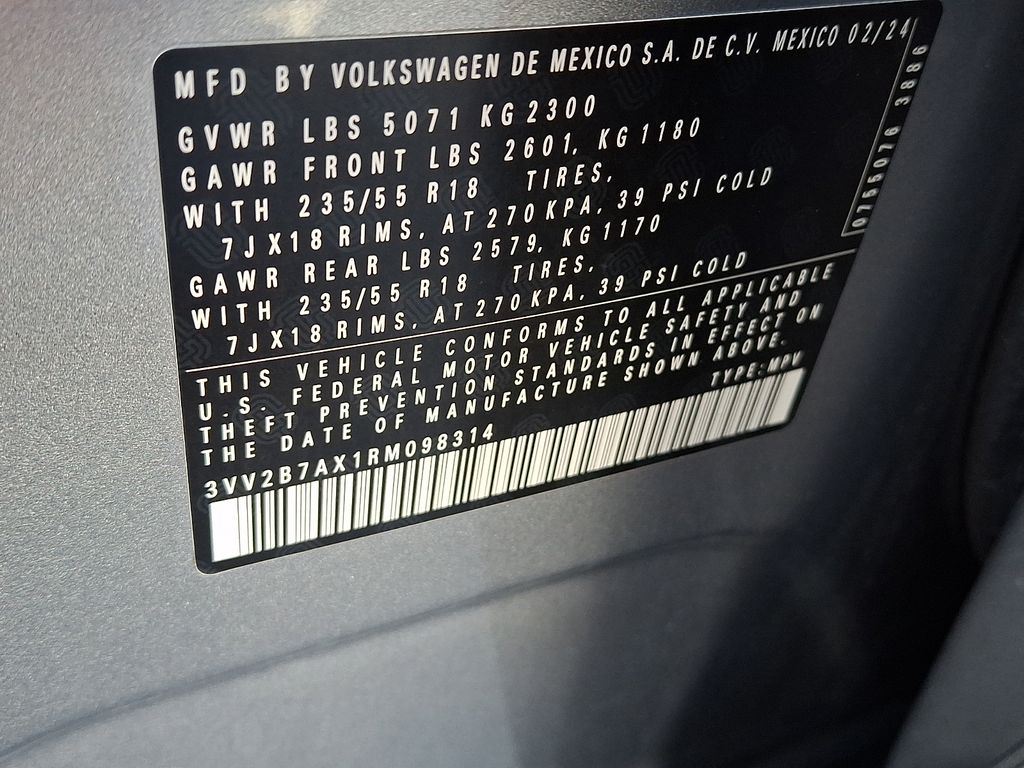 MFD BY VOLKSWAGEN DE MEXICO S.A. DE C.V. MEXICO 02/24
GVWR LBS 5071 KG 2300
GAWR FRONT LBS 2601, KG 1180
WITH 235/55 R18 TIRES,
7JX18 RIMS, AT 270 KPA, 39 PSI COLD
GAWR REAR LBS 2579, KG 1170
WITH 235/55 R18 TIRES,
7JX18 RIMS, AT 270 KPA, 39 PSI COLD
THIS VEHICLE CONFORMS TO ALL APPLICABLE
U.S. FEDERAL MOTOR VEHICLE SAFETY AND
THEFT PREVENTION STANDARDS IN EFFECT ON
THE DATE OF MANUFACTURE SHOWN ABOVE.
3VV2B7AX1RM098314
TYPE:MPV
0755076 3886